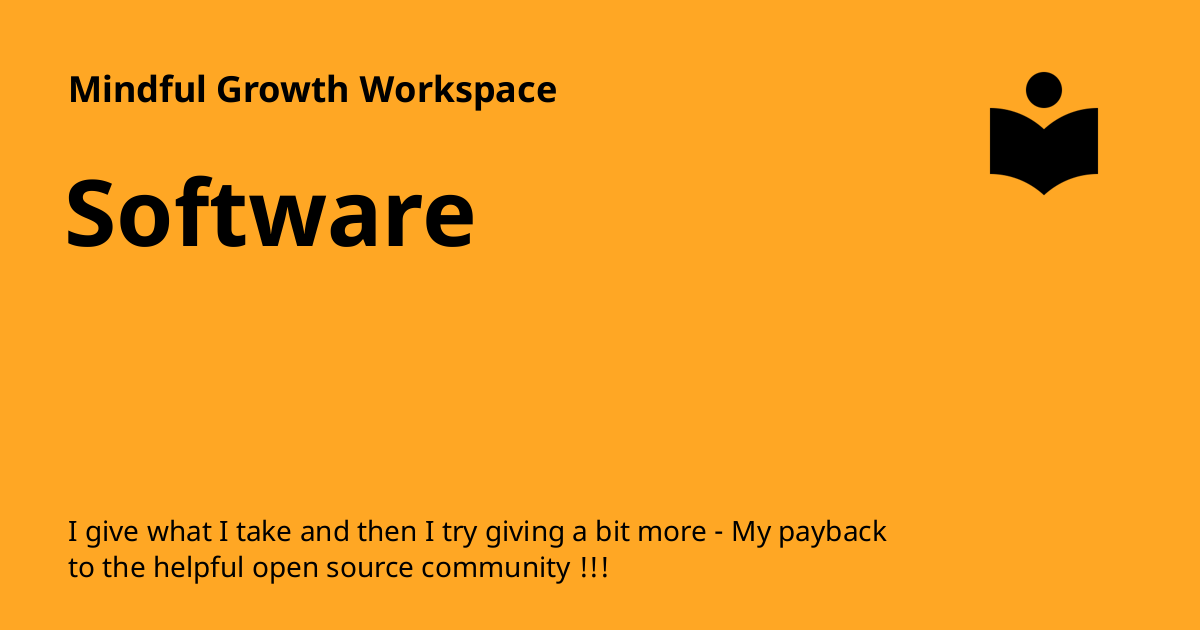 Mindful Growth Workspace
Software
I give what I take and then I try giving a bit more - My payback
to the helpful open source community !!!